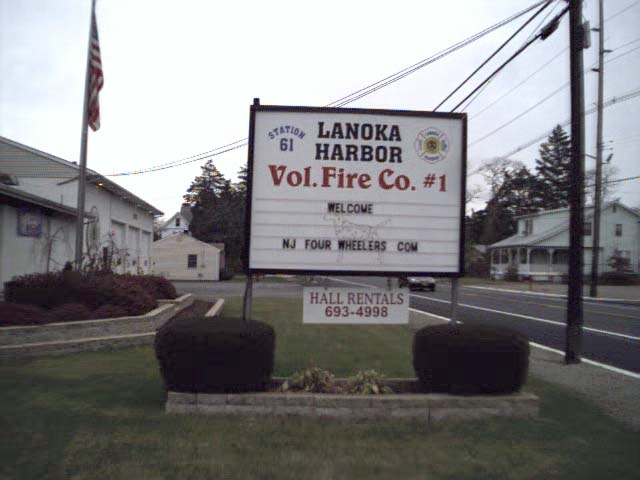 STATION
61
LANOKA
HARBOR
Vol. Fire Co. #1
WELCOME
NJ FOUR WHEELERS COM
HALL RENTALS
693-4998